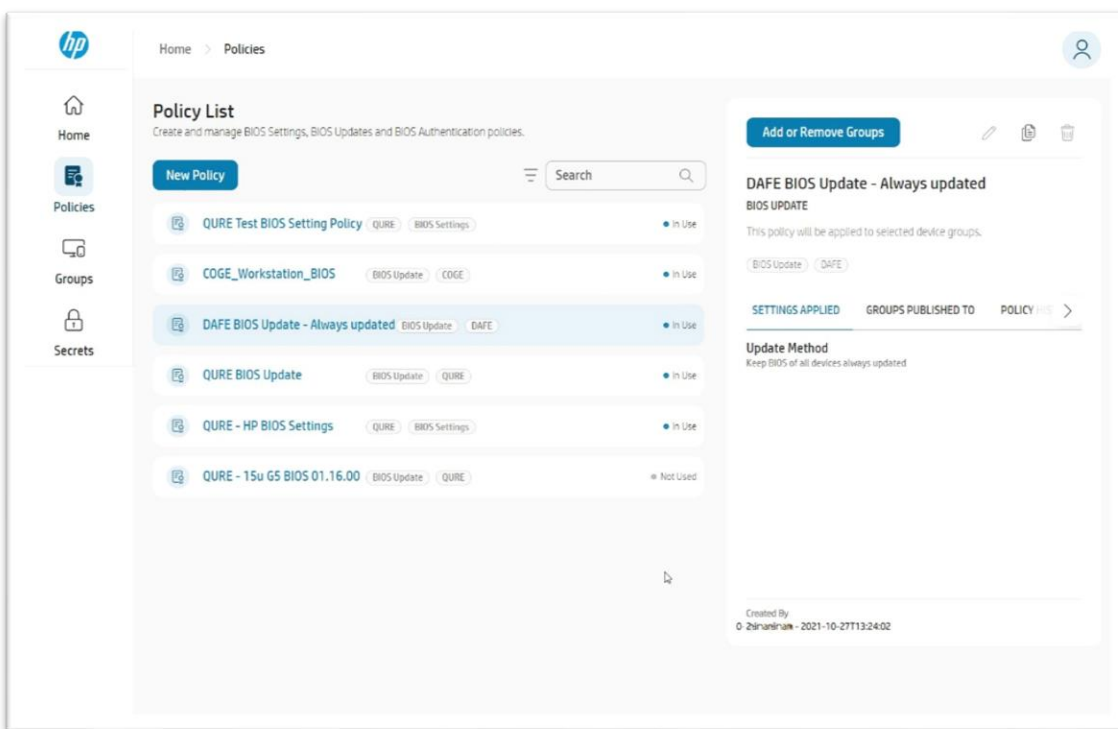 hp
Home > Policies
Home
Policies
Groups
Secrets
Policy List
Create and manage BIOS Settings, BIOS Updates and BIOS Authentication policies.
New Policy
Search
QURE Test BIOS Setting Policy QURE BIOS Settings In Use
COGE_Workstation_BIOS BIOS Update COGE In Use
DAFE BIOS Update - Always updated BIOS Update DAFE In Use
QURE BIOS Update BIOS Update QURE In Use
QURE - HP BIOS Settings QURE BIOS Settings In Use
QURE - 15u G5 BIOS 01.16.00 BIOS Update QURE Not Used
Add or Remove Groups
DAFE BIOS Update - Always updated
BIOS UPDATE
This policy will be applied to selected device groups.
BIOS Update DAFE
SETTINGS APPLIED GROUPS PUBLISHED TO POLICY
Update Method
Keep BIOS of all devices always updated
Created By
- 2021-10-27T13:24:02